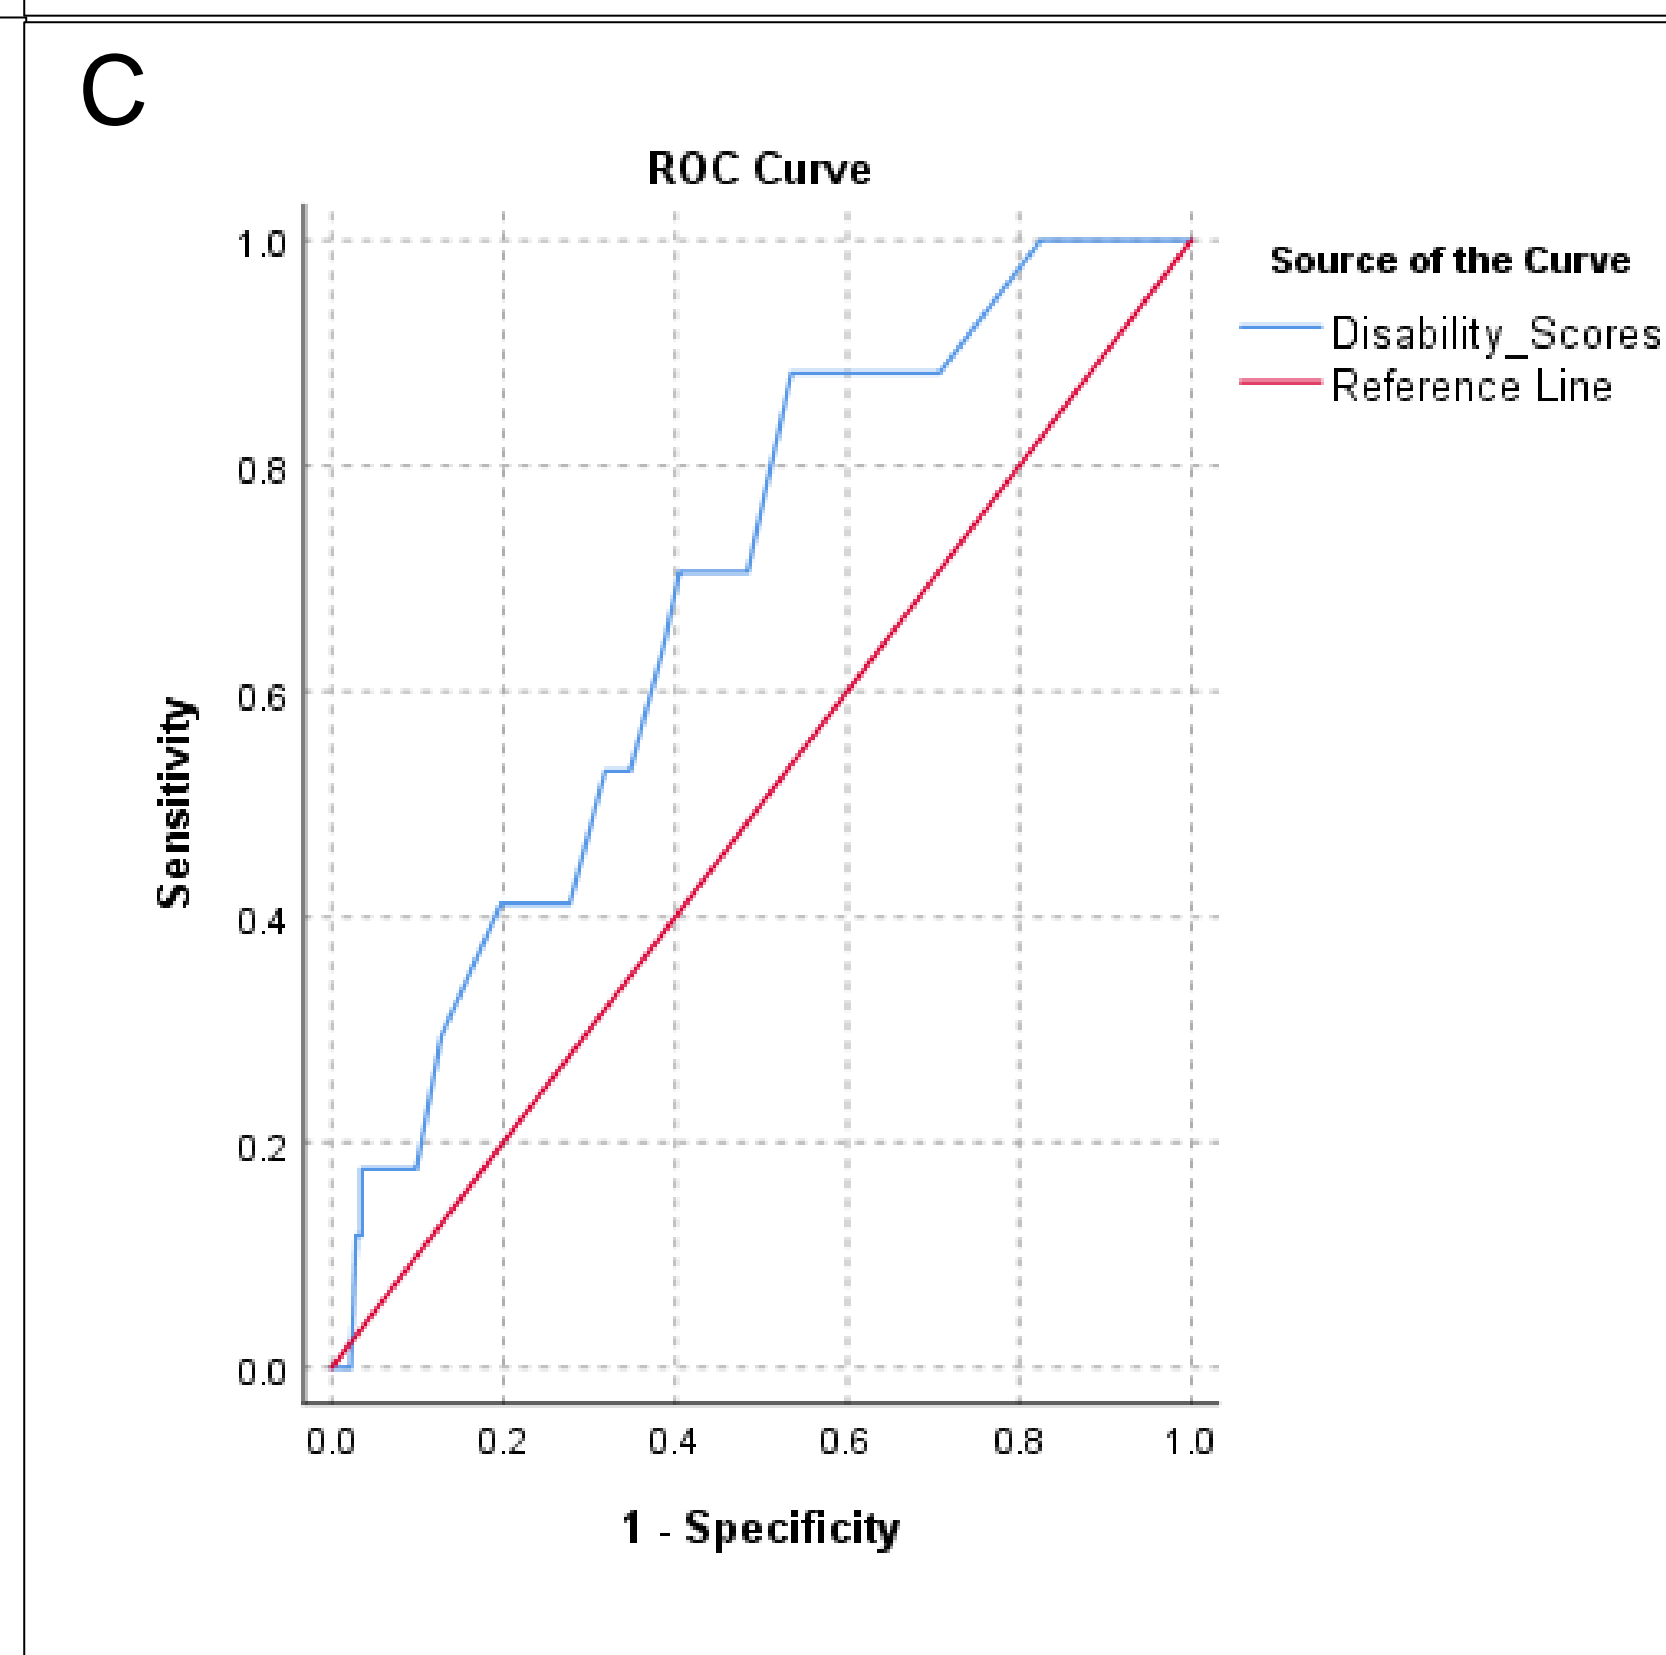 C
ROC Curve
Source of the Curve
Disability_Scores
Reference Line
Sensitivity
1.0
0.8
0.6
0.4
0.2
0.0
0.0 0.2 0.4 0.6 0.8 1.0
1 - Specificity